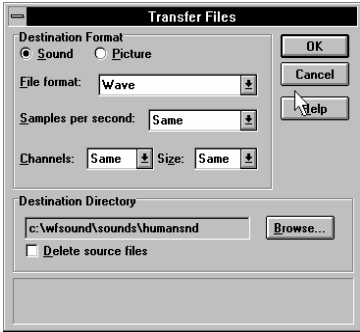 Transfer Files
Destination Format
Sound Picture
File format: Wave
Samples per second: Same
Channels: Same Size: Same
OK
Cancel
Help
Destination Directory
c:\wfsound\sounds\humansnd
Browse...
Delete source files